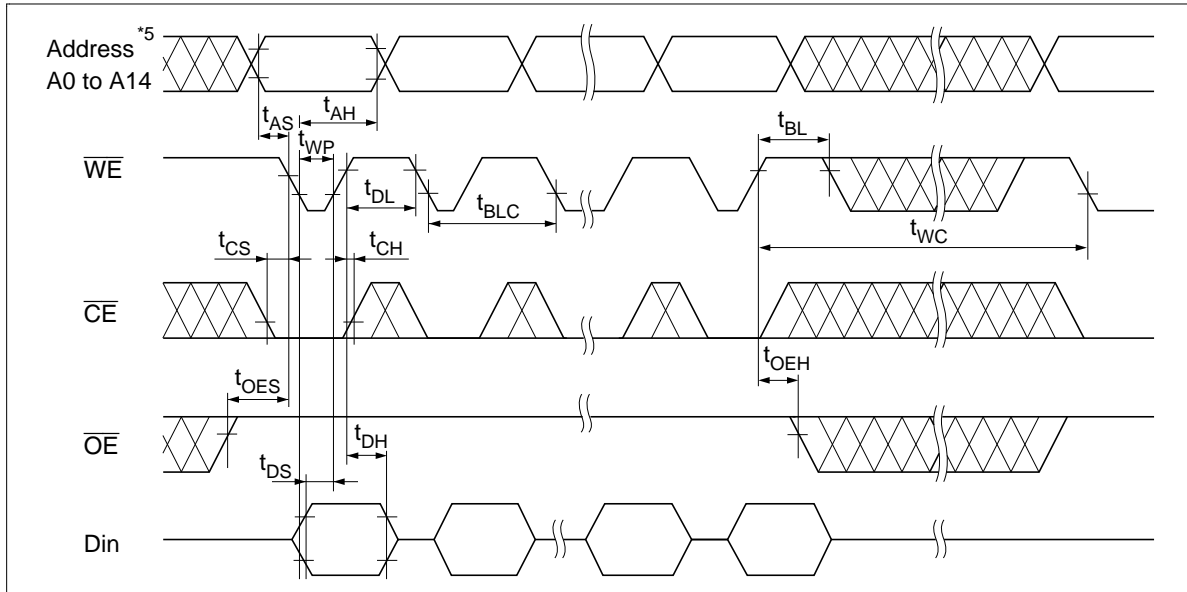 Address *5
A0 to A14
tAS
tAH
tWP
tBL
WE
tDL
tBLC
tWC
tCS
tCH
CE
tOES
tOEH
OE
tDH
tDS
Din